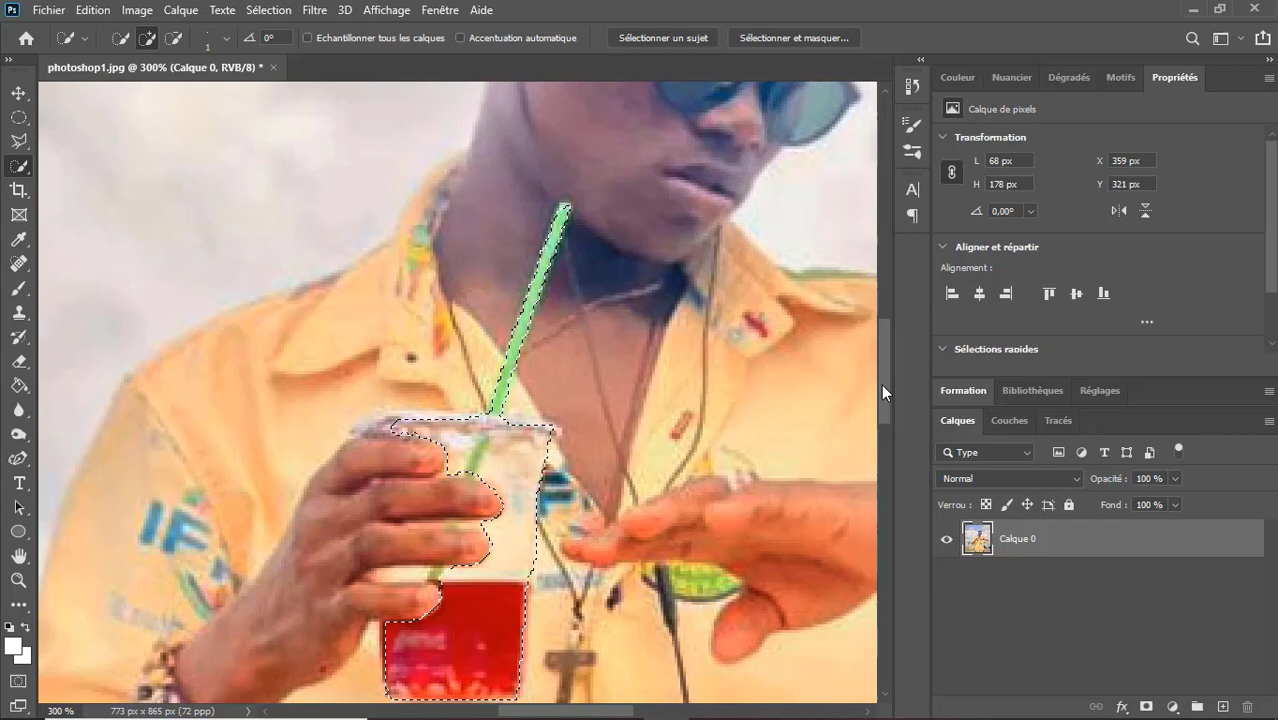 Ps Fichier Edition Image Calque Texte Sélection Filtre 3D Affichage Fenêtre Aide
1 0° Echantillonner tous les calques Accentuation automatique Sélectionner un sujet Sélectionner et masquer...
photoshop1.jpg @ 300% (Calque 0, RVB/8) * ×
Couleur Nuancier Dégradés Motifs Propriétés
Calque de pixels
Transformation
L 68 px X 359 px
H 178 px Y 321 px
0,00°
Aligner et répartir
Alignement :
Sélections rapides
Formation Bibliothèques Réglages
Calques Couches Tracés
Type
Normal Opacité : 100 %
Verrou : Fond : 100 %
Calque 0
IF
300 % 773 px x 865 px (72 ppp)